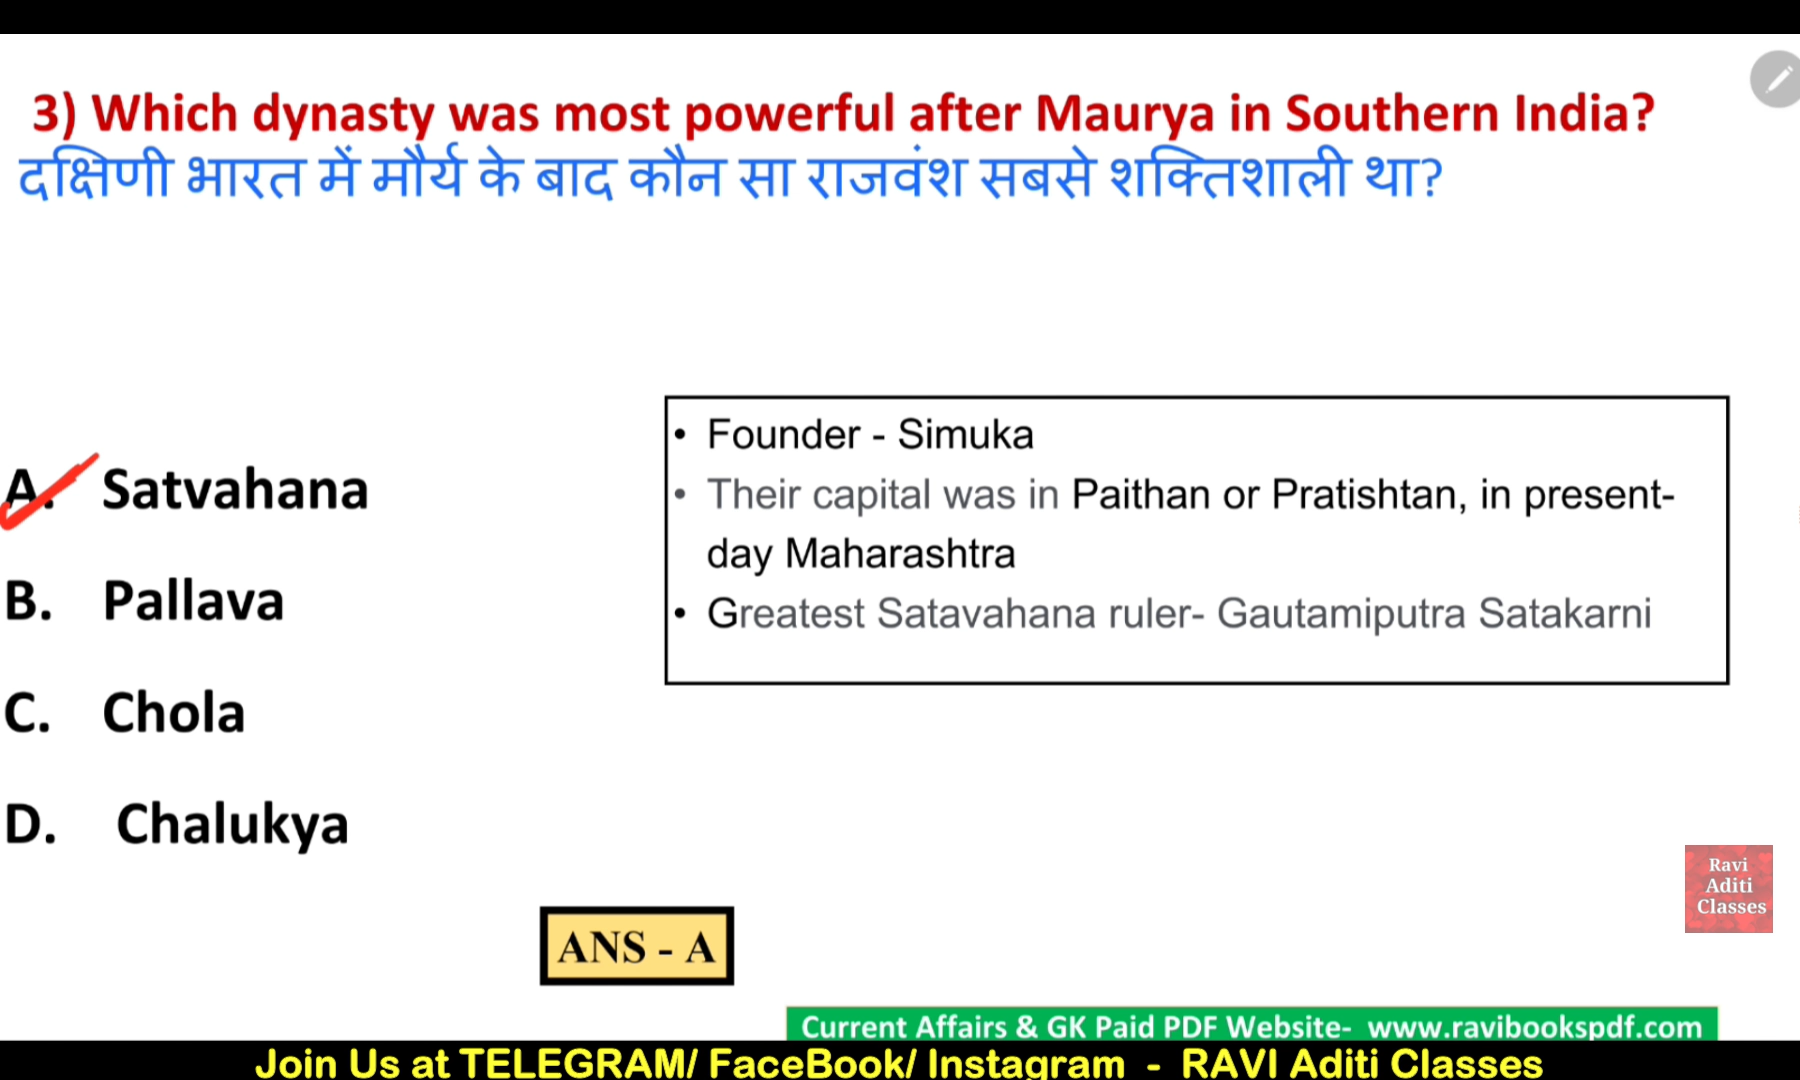 3) Which dynasty was most powerful after Maurya in Southern India?
दक्षिणी भारत में मौर्य के बाद कौन सा राजवंश सबसे शक्तिशाली था?
A. Satvahana
B. Pallava
C. Chola
D. Chalukya
• Founder - Simuka
• Their capital was in Paithan or Pratishtan, in present-
day Maharashtra
• Greatest Satavahana ruler- Gautamiputra Satakarni
ANS - A
Ravi
Aditi
Classes
Current Affairs & GK Paid PDF Website- www.ravibookspdf.com
Join Us at TELEGRAM/ FaceBook/ Instagram - RAVI Aditi Classes